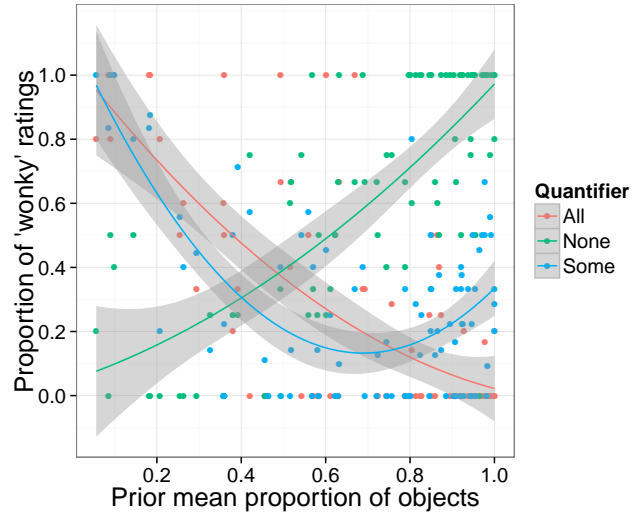 1.0
0.8
0.6
0.4
0.2
0.0
Proportion of 'wonky' ratings
0.2
0.4
0.6
0.8
1.0
Prior mean proportion of objects
Quantifier
All
None
Some